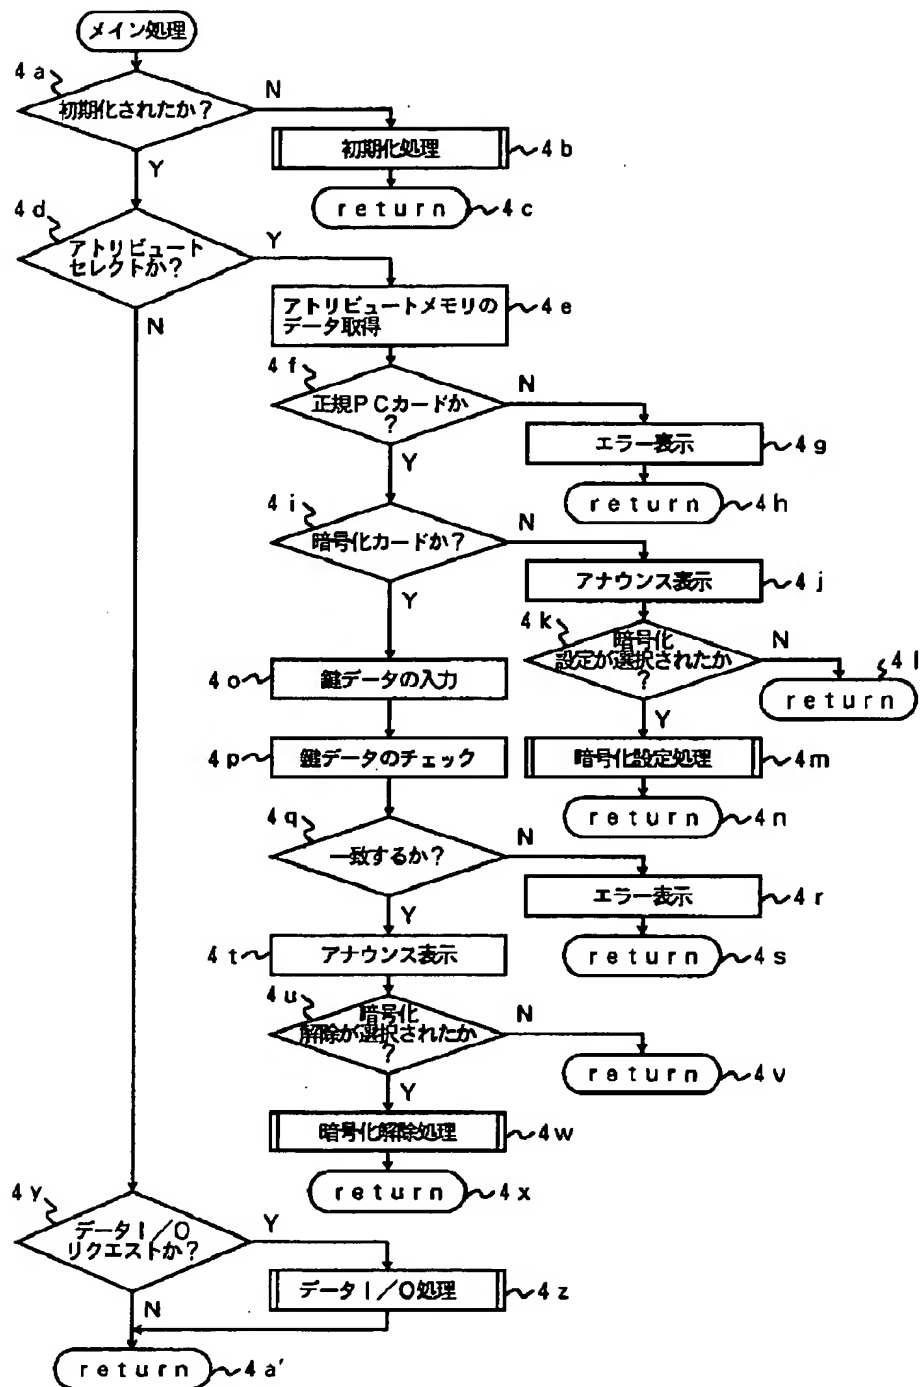 メイン処理
4a
初期化されたか?
N
Y
初期化処理
4b
return
4c
4d
アトリビュート
セレクトか?
Y
N
アトリビュートメモリの
データ取得
4e
4f
正規PCカードか
?
N
Y
エラー表示
4g
return
4h
4i
暗号化カードか?
N
Y
アナウンス表示
4j
4k
暗号化
設定が選択されたか
?
N
Y
4l
return
4o
鍵データの入力
4p
鍵データのチェック
暗号化設定処理
4m
return
4n
4q
一致するか?
N
Y
エラー表示
4r
return
4s
4t
アナウンス表示
4u
暗号化
解除が選択されたか
?
N
Y
return
4v
暗号化解除処理
4w
return
4x
4y
データI/O
リクエストか?
Y
N
データI/O処理
4z
return
4a'